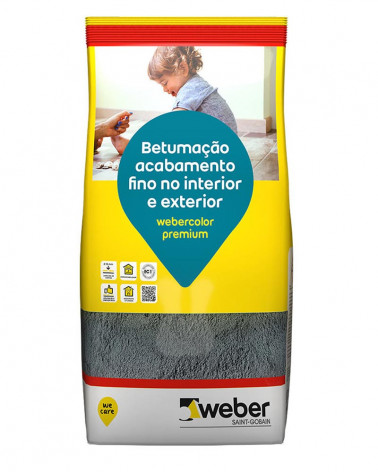 Betumação
acabamento
fino no interior
e exterior
webercolor
premium
we
care
weber
SAINT-GOBAIN